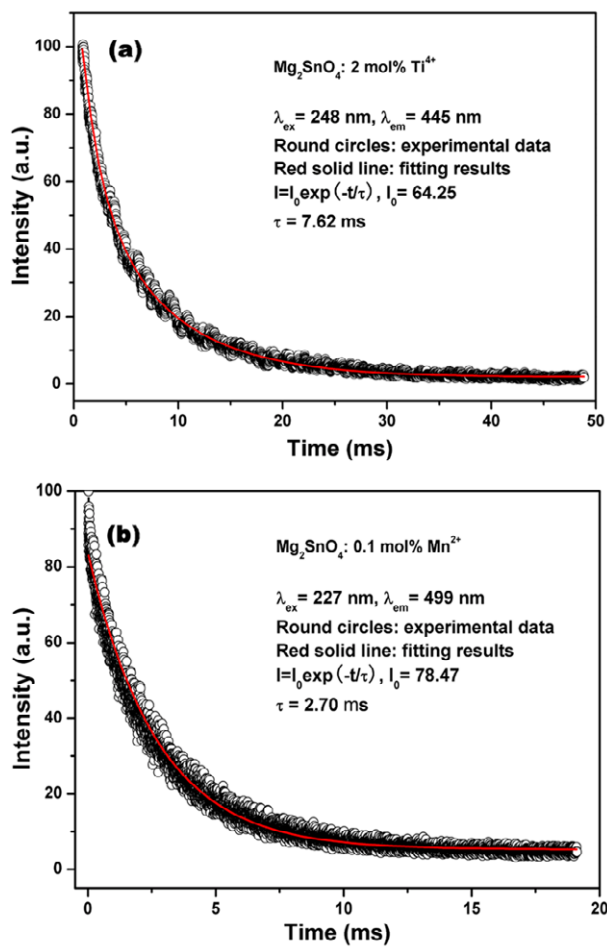 (a)
Mg₂SnO₄: 2 mol% Ti⁴⁺
λex= 248 nm, λem= 445 nm
Round circles: experimental data
Red solid line: fitting results
I=I₀exp(-t/τ), I₀= 64.25
τ = 7.62 ms
Intensity (a.u.)
100
80
60
40
20
0
0 10 20 30 40 50
Time (ms)
(b)
Mg₂SnO₄: 0.1 mol% Mn²⁺
λex= 227 nm, λem= 499 nm
Round circles: experimental data
Red solid line: fitting results
I=I₀exp(-t/τ), I₀= 78.47
τ = 2.70 ms
Intensity (a.u.)
100
80
60
40
20
0
0 5 10 15 20
Time (ms)